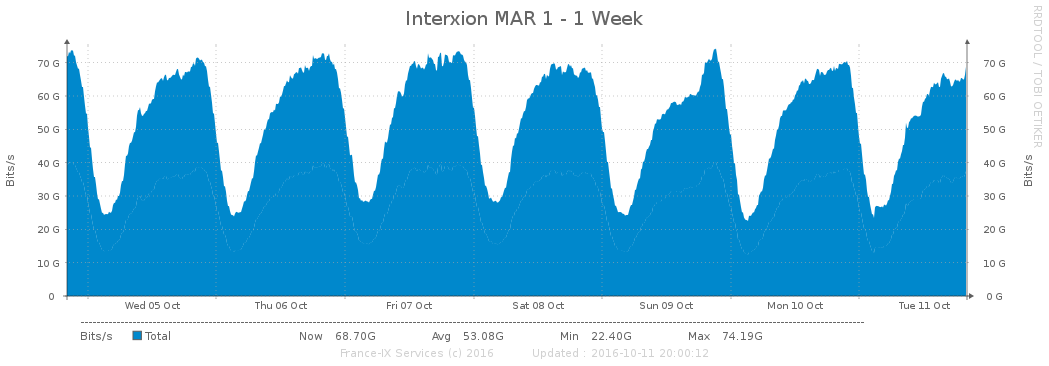 Interxion MAR 1 - 1 Week
RRDTOOL / TOBI OETIKER
Bits/s
70 G 70 G
60 G 60 G
50 G 50 G
40 G 40 G
30 G 30 G
20 G 20 G
10 G 10 G
0 0 G
Bits/s
Wed 05 Oct Thu 06 Oct Fri 07 Oct Sat 08 Oct Sun 09 Oct Mon 10 Oct Tue 11 Oct
Bits/s Total Now 68.70G Avg 53.08G Min 22.40G Max 74.19G
France-IX Services (c) 2016 Updated : 2016-10-11 20:00:12